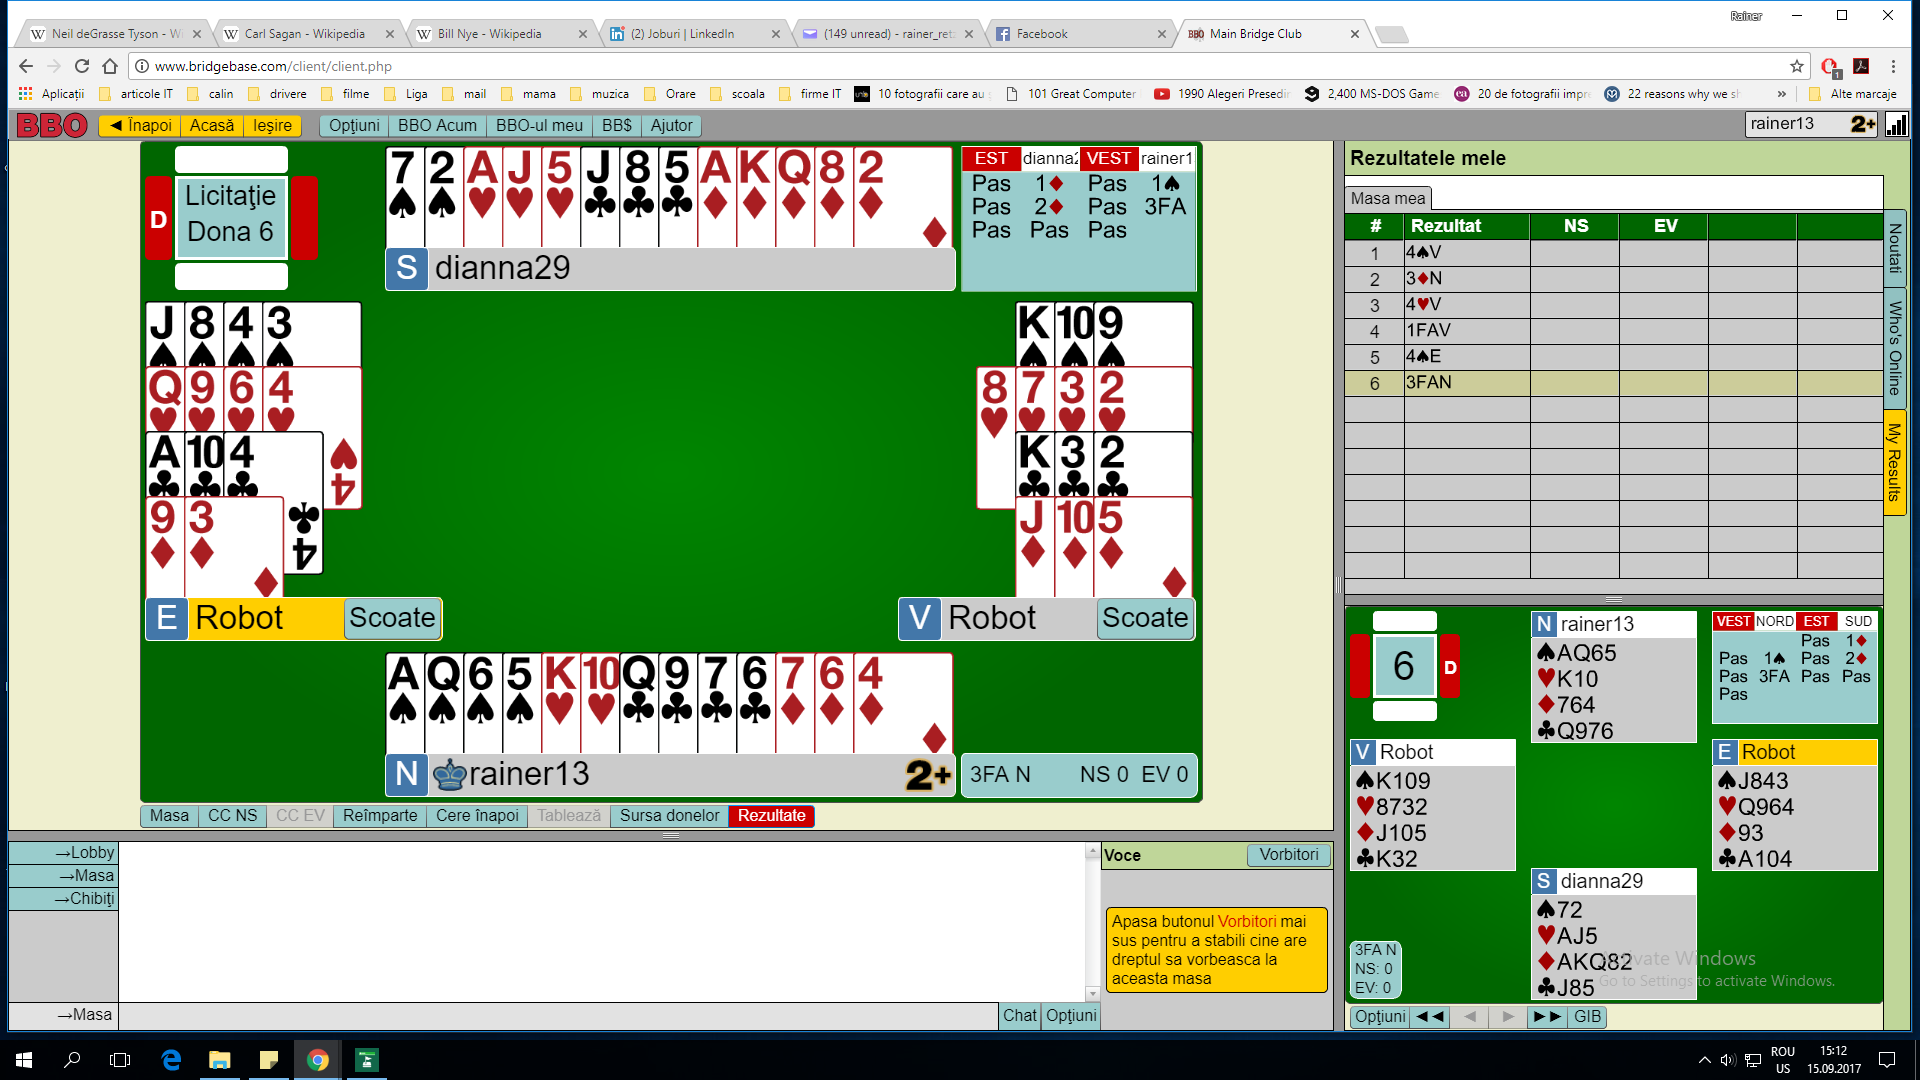 Rainer
Neil deGrasse Tyson - W
Carl Sagan - Wikipedia
Bill Nye - Wikipedia
(2) Joburi | LinkedIn
(149 unread) - rainer_ret
Facebook
Main Bridge Club
www.bridgebase.com/client/client.php
Aplicații articole IT calin drivere filme Liga mail mama muzica Orare scoala firme IT 10 fotografii care au 101 Great Computer 1990 Alegeri Presedin 2,400 MS-DOS Game 20 de fotografii impre 22 reasons why we sh » Alte marcaje
BBO ◄ Înapoi Acasă Ieşire Opţiuni BBO Acum BBO-ul meu BB$ Ajutor rainer13 2+
D
Licitaţie
Dona 6
7♠ 2♠ A♥ J♥ 5♥ J♣ 8♣ 5♣ A♦ K♦ Q♦ 8♦ 2♦
S dianna29
EST dianna2 VEST rainer1
Pas 1♦ Pas 1♠
Pas 2♦ Pas 3FA
Pas Pas Pas
J♠ 8♠ 4♠ 3♠
Q♥ 9♥ 6♥ 4♥
A♣ 10♣ 4♣
9♦ 3♦
E Robot Scoate
K♠ 10♠ 9♠
8♥ 7♥ 3♥ 2♥
K♣ 3♣ 2♣
J♦ 10♦ 5♦
V Robot Scoate
A♠ Q♠ 6♠ 5♠ K♥ 10♥ Q♣ 9♣ 7♣ 6♣ 7♦ 6♦ 4♦
N rainer13 2+
3FA N NS 0 EV 0
Masa CC NS CC EV Reîmparte Cere înapoi Tablează Sursa donelor Rezultate
→Lobby
→Masa
→Chibiţi
→Masa
Chat Opţiuni
Voce Vorbitori
Apasa butonul Vorbitori mai
sus pentru a stabili cine are
dreptul sa vorbeasca la
aceasta masa
Rezultatele mele
Masa mea
# Rezultat NS EV
1 4♠V
2 3♦N
3 4♥V
4 1FAV
5 4♠E
6 3FAN
Noutati
Who's Online
My Results
6
D
N rainer13
♠AQ65
♥K10
♦764
♣Q976
VEST NORD EST SUD
Pas 1♦
Pas 1♠ Pas 2♦
Pas 3FA Pas Pas
Pas
V Robot
♠K109
♥8732
♦J105
♣K32
E Robot
♠J843
♥Q964
♦93
♣A104
S dianna29
♠72
♥AJ5
♦AKQ82
♣J85
3FA N
NS: 0
EV: 0
Activate Windows
Go to Settings to activate Windows.
Opţiuni ◄◄ ◄ ► ►► GIB
ROU
US
15:12
15.09.2017